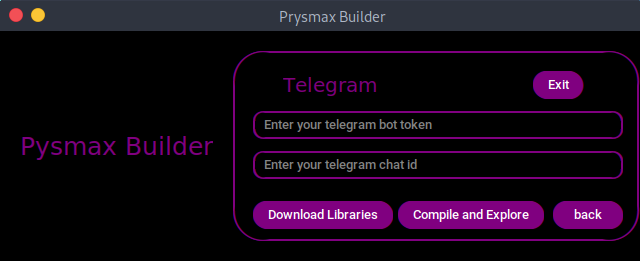 Prysmax Builder
Telegram
Exit
Enter your telegram bot token
Pysmax Builder
Enter your telegram chat id
Download Libraries
Compile and Explore
back